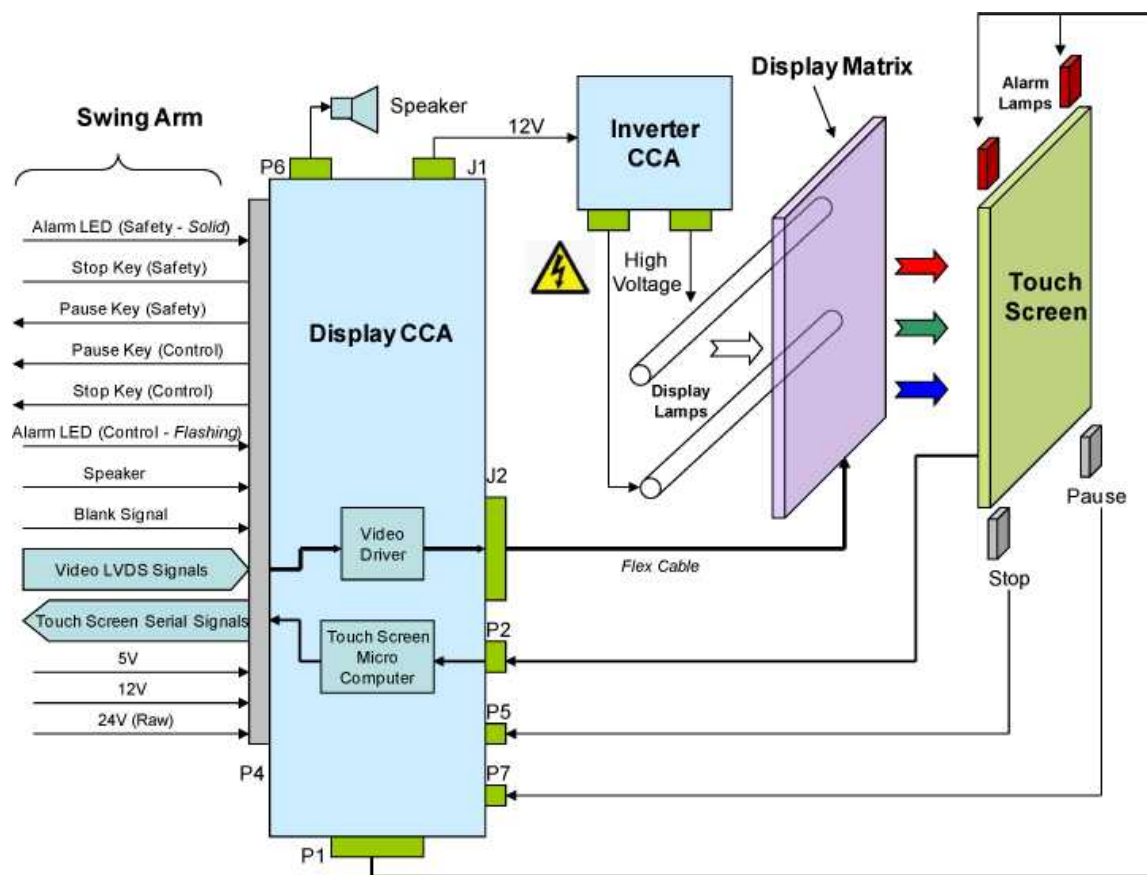 Display Matrix
Alarm
Lamps
Speaker
Swing Arm
12V
Inverter
CCA
P6
J1
Alarm LED (Safety - Solid)
Stop Key (Safety)
High
Voltage
Touch
Screen
Pause Key (Safety)
Display CCA
Pause Key (Control)
Stop Key (Control)
Display
Lamps
Alarm LED (Control - Flashing)
Speaker
J2
Pause
Blank Signal
Video
Driver
Video LVDS Signals
Flex Cable
Stop
Touch Screen Serial Signals
Touch Screen
Micro
Computer
P2
5V
12V
24V (Raw)
P5
P4
P7
P1